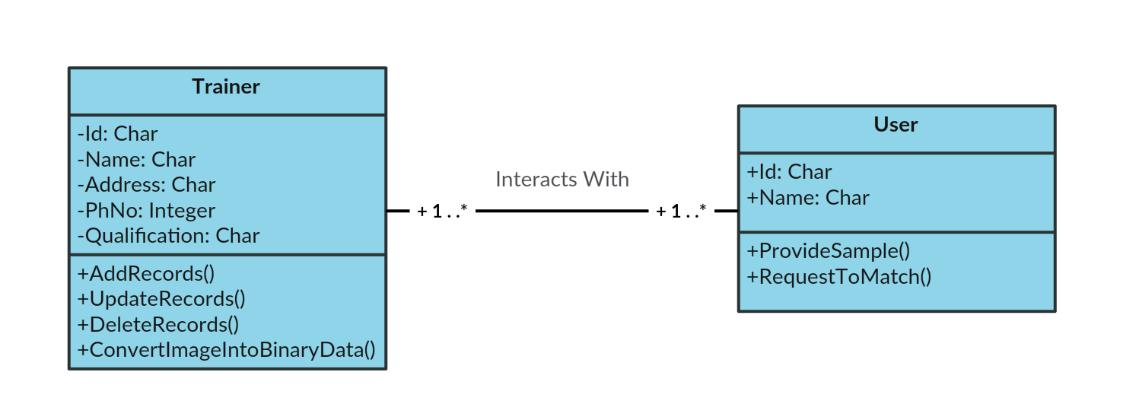 Trainer
-Id: Char
-Name: Char
-Address: Char
-PhNo: Integer
-Qualification: Char
+AddRecords()
+UpdateRecords()
+DeleteRecords()
+ConvertImageIntoBinaryData()
Interacts With
+ 1 . .*
+ 1 . .*
User
+Id: Char
+Name: Char
+ProvideSample()
+RequestToMatch()